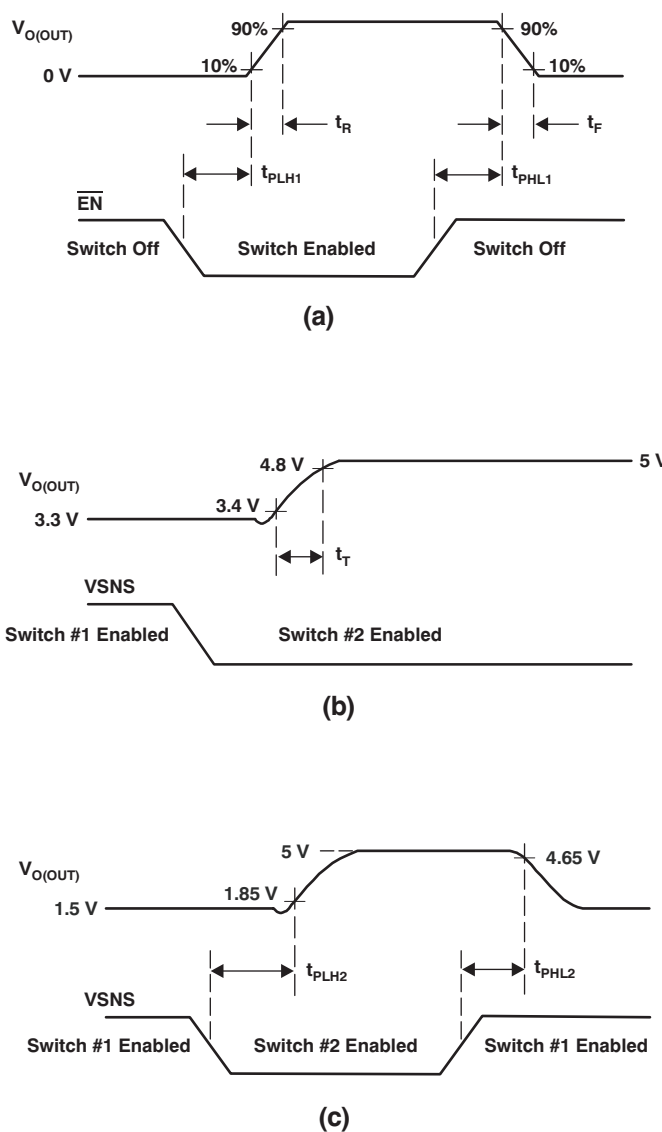 V_O(OUT)
90%
90%
10%
10%
0 V
t_R
t_F
t_PLH1
t_PHL1
E̅N̅
Switch Off
Switch Enabled
Switch Off
(a)
4.8 V
5 V
V_O(OUT)
3.4 V
3.3 V
t_T
VSNS
Switch #1 Enabled
Switch #2 Enabled
(b)
5 V
4.65 V
V_O(OUT)
1.85 V
1.5 V
t_PLH2
t_PHL2
VSNS
Switch #1 Enabled
Switch #2 Enabled
Switch #1 Enabled
(c)